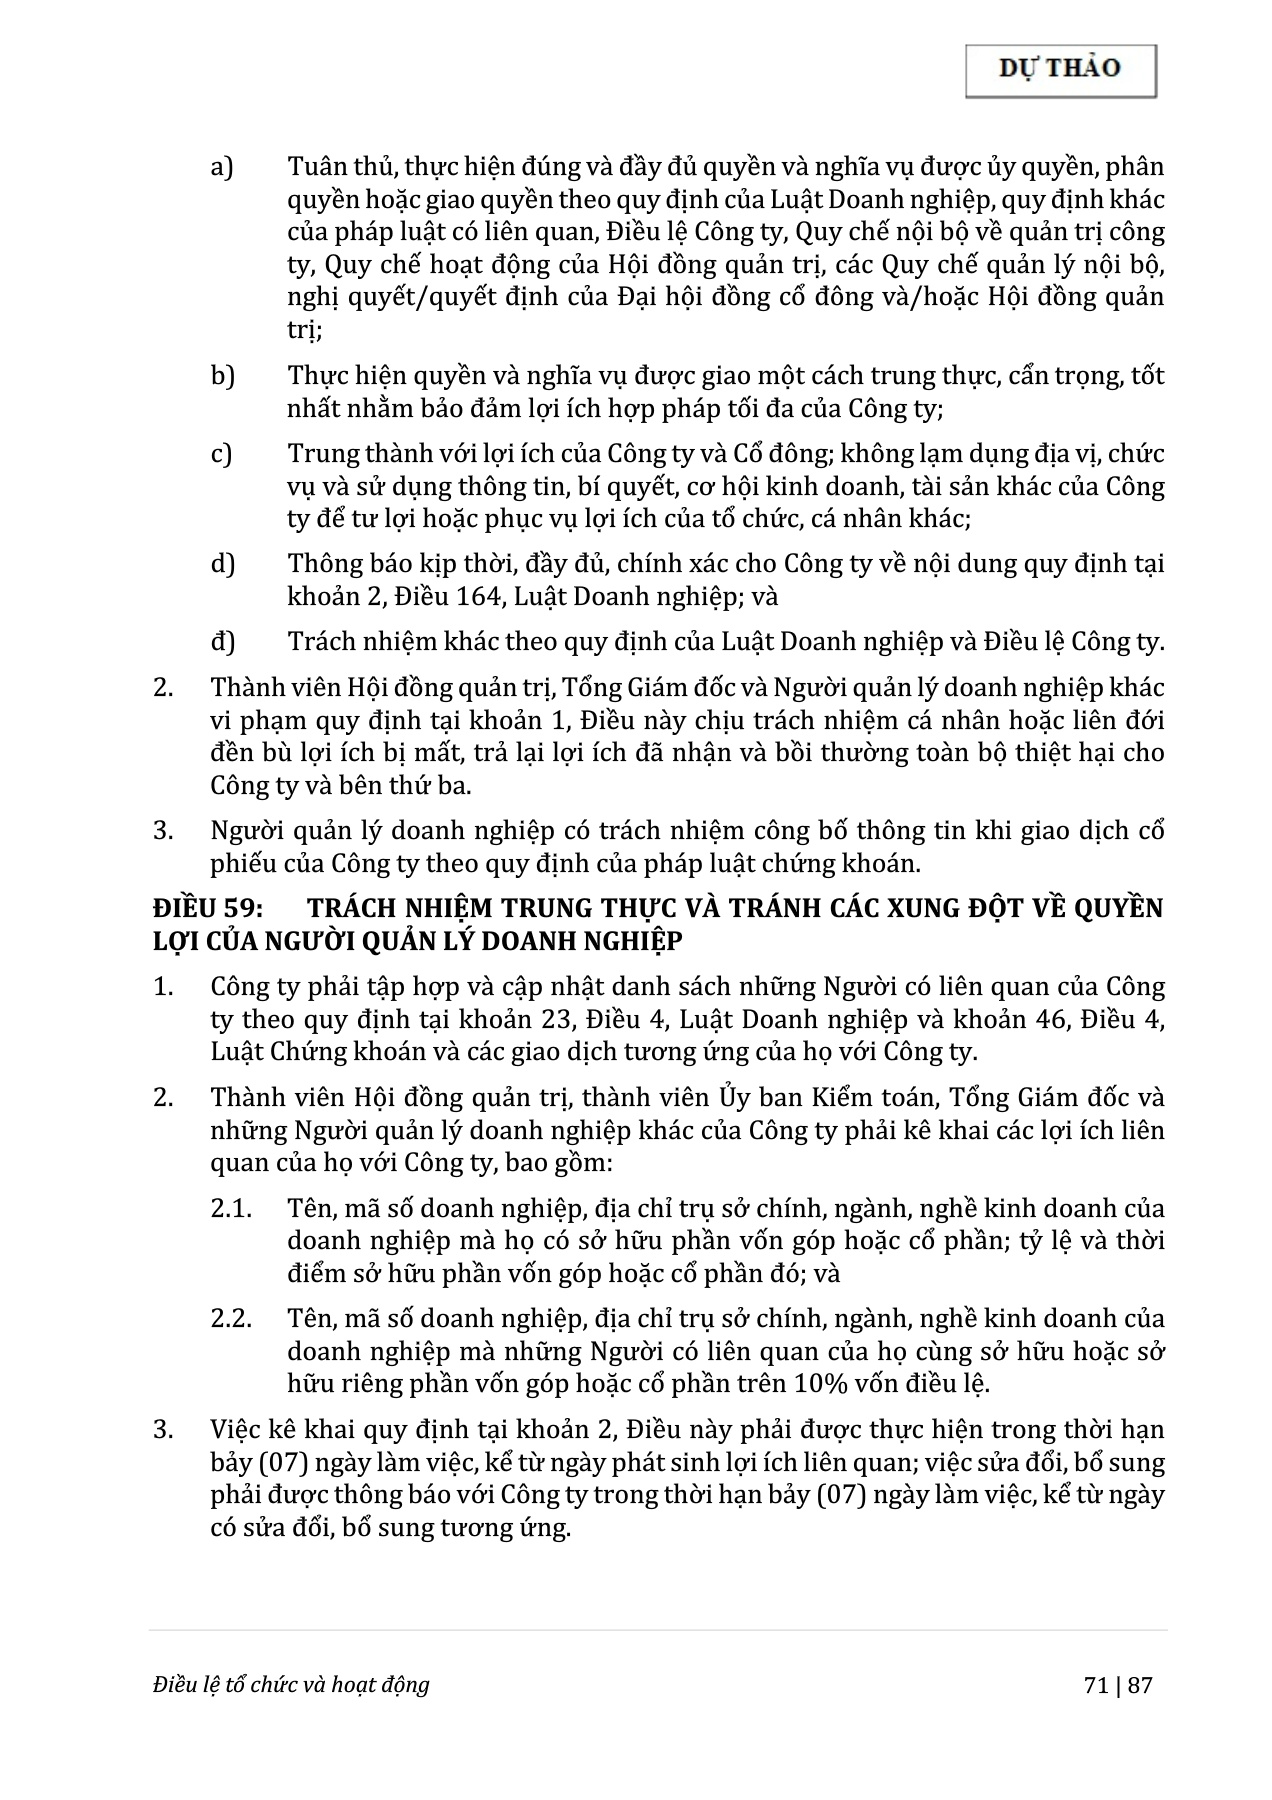 DỰ THẢO
a) Tuân thủ, thực hiện đúng và đầy đủ quyền và nghĩa vụ được ủy quyền, phân
quyền hoặc giao quyền theo quy định của Luật Doanh nghiệp, quy định khác
của pháp luật có liên quan, Điều lệ Công ty, Quy chế nội bộ về quản trị công
ty, Quy chế hoạt động của Hội đồng quản trị, các Quy chế quản lý nội bộ,
nghị quyết/quyết định của Đại hội đồng cổ đông và/hoặc Hội đồng quản
trị;
b) Thực hiện quyền và nghĩa vụ được giao một cách trung thực, cẩn trọng, tốt
nhất nhằm bảo đảm lợi ích hợp pháp tối đa của Công ty;
c) Trung thành với lợi ích của Công ty và Cổ đông; không lạm dụng địa vị, chức
vụ và sử dụng thông tin, bí quyết, cơ hội kinh doanh, tài sản khác của Công
ty để tư lợi hoặc phục vụ lợi ích của tổ chức, cá nhân khác;
d) Thông báo kịp thời, đầy đủ, chính xác cho Công ty về nội dung quy định tại
khoản 2, Điều 164, Luật Doanh nghiệp; và
đ) Trách nhiệm khác theo quy định của Luật Doanh nghiệp và Điều lệ Công ty.
2. Thành viên Hội đồng quản trị, Tổng Giám đốc và Người quản lý doanh nghiệp khác
vi phạm quy định tại khoản 1, Điều này chịu trách nhiệm cá nhân hoặc liên đới
đền bù lợi ích bị mất, trả lại lợi ích đã nhận và bồi thường toàn bộ thiệt hại cho
Công ty và bên thứ ba.
3. Người quản lý doanh nghiệp có trách nhiệm công bố thông tin khi giao dịch cổ
phiếu của Công ty theo quy định của pháp luật chứng khoán.
ĐIỀU 59: TRÁCH NHIỆM TRUNG THỰC VÀ TRÁNH CÁC XUNG ĐỘT VỀ QUYỀN
LỢI CỦA NGƯỜI QUẢN LÝ DOANH NGHIỆP
1. Công ty phải tập hợp và cập nhật danh sách những Người có liên quan của Công
ty theo quy định tại khoản 23, Điều 4, Luật Doanh nghiệp và khoản 46, Điều 4,
Luật Chứng khoán và các giao dịch tương ứng của họ với Công ty.
2. Thành viên Hội đồng quản trị, thành viên Ủy ban Kiểm toán, Tổng Giám đốc và
những Người quản lý doanh nghiệp khác của Công ty phải kê khai các lợi ích liên
quan của họ với Công ty, bao gồm:
2.1. Tên, mã số doanh nghiệp, địa chỉ trụ sở chính, ngành, nghề kinh doanh của
doanh nghiệp mà họ có sở hữu phần vốn góp hoặc cổ phần; tỷ lệ và thời
điểm sở hữu phần vốn góp hoặc cổ phần đó; và
2.2. Tên, mã số doanh nghiệp, địa chỉ trụ sở chính, ngành, nghề kinh doanh của
doanh nghiệp mà những Người có liên quan của họ cùng sở hữu hoặc sở
hữu riêng phần vốn góp hoặc cổ phần trên 10% vốn điều lệ.
3. Việc kê khai quy định tại khoản 2, Điều này phải được thực hiện trong thời hạn
bảy (07) ngày làm việc, kể từ ngày phát sinh lợi ích liên quan; việc sửa đổi, bổ sung
phải được thông báo với Công ty trong thời hạn bảy (07) ngày làm việc, kể từ ngày
có sửa đổi, bổ sung tương ứng.
Điều lệ tổ chức và hoạt động 71 | 87